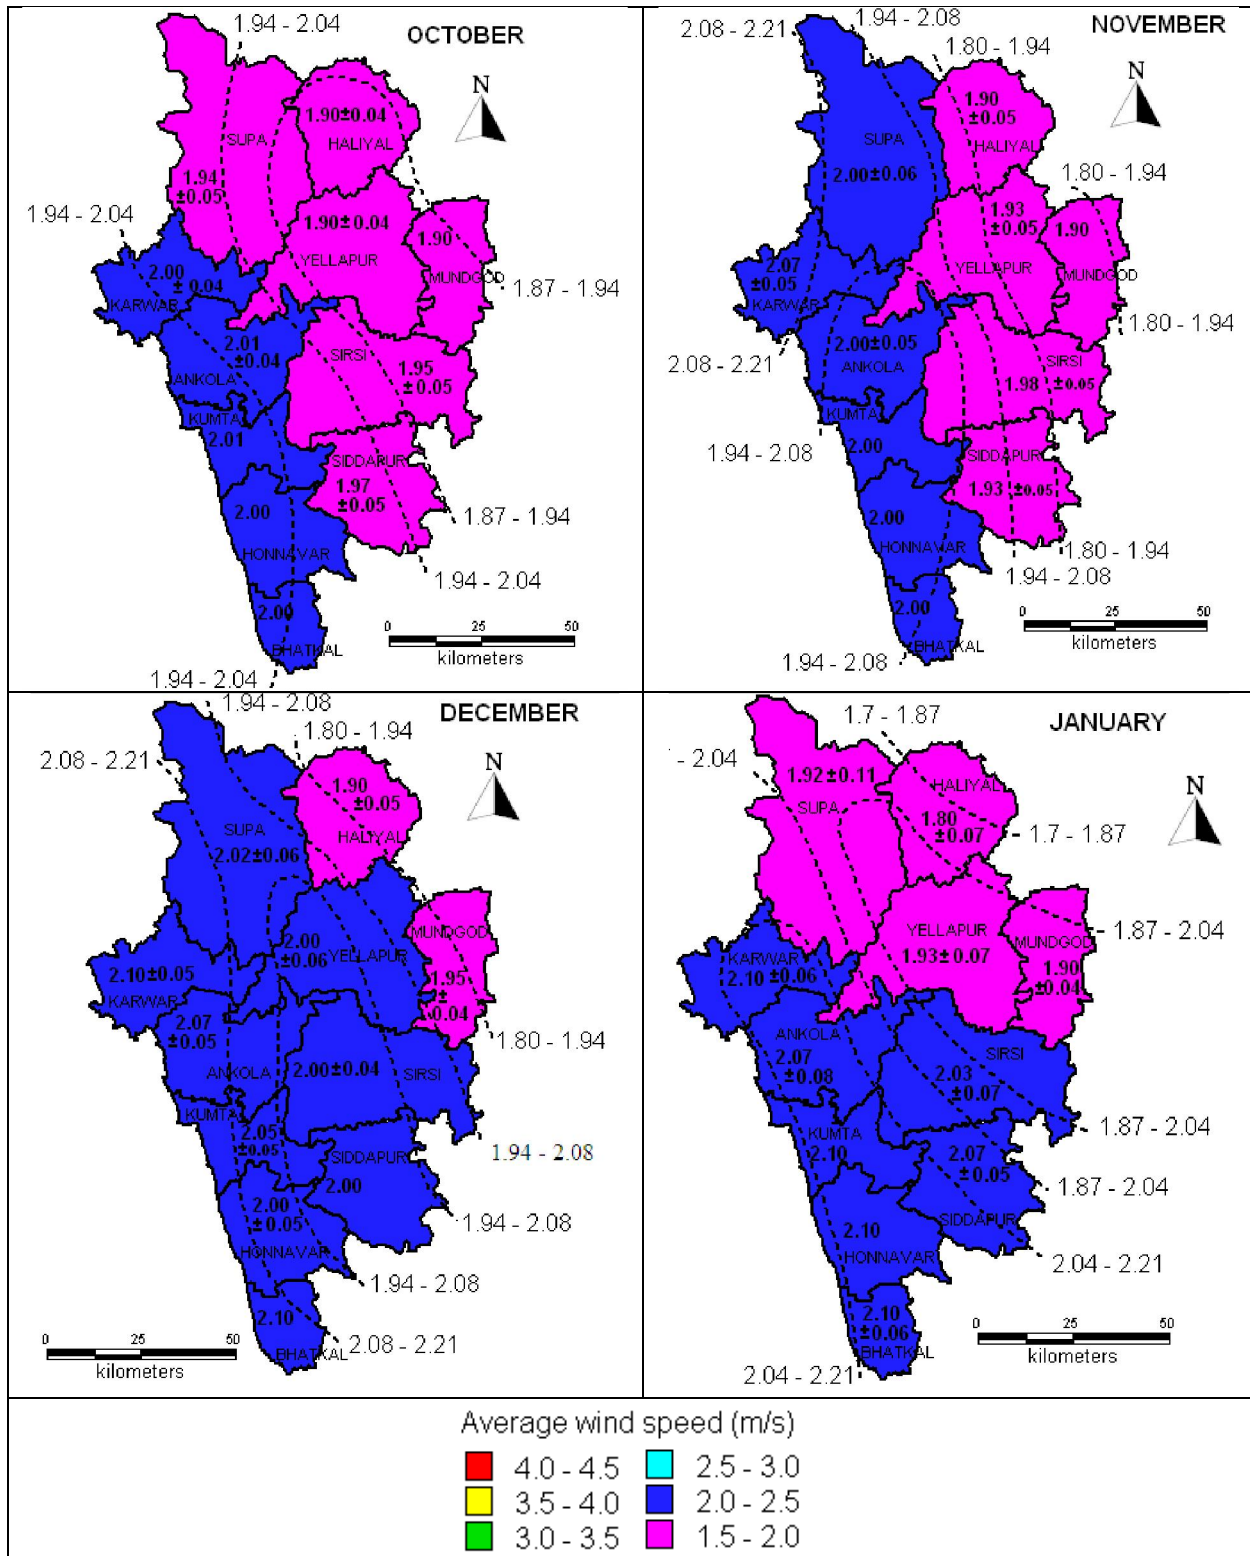 OCTOBER
1.94 - 2.04
N
1.90±0.04
HALIYAL
SUPA
1.94
±0.05
1.94 - 2.04
1.90±0.04
YELLAPUR
1.90
MUNDGOD
1.87 - 1.94
2.00
±0.04
KARWAR
2.01
±0.04
ANKOLA
SIRSI
1.95
±0.05
KUMTA
2.01
SIDDAPUR
1.97
±0.05
1.87 - 1.94
2.00
HONNAVAR
1.94 - 2.04
2.00
BHATKAL
1.94 - 2.04
0 25 50
kilometers
NOVEMBER
2.08 - 2.21
1.94 - 2.08
1.80 - 1.94
N
1.90
±0.05
HALIYAL
SUPA
2.00±0.06
1.80 - 1.94
1.93
±0.05
1.90
YELLAPUR
MUNDGOD
2.07
±0.05
KARWAR
1.80 - 1.94
2.00±0.05
ANKOLA
2.08 - 2.21
SIRSI
1.98 ±0.05
KUMTA
2.00
1.94 - 2.08
SIDDAPUR
1.93 ±0.05
2.00
HONNAVAR
1.80 - 1.94
1.94 - 2.08
2.00
BHATKAL
1.94 - 2.08
0 25 50
kilometers
DECEMBER
1.94 - 2.08
1.80 - 1.94
2.08 - 2.21
N
1.90
±0.05
HALIYAL
SUPA
2.02±0.06
2.00
±0.06
YELLAPUR
MUNDGOD
1.95
±
0.04
2.10±0.05
KARWAR
2.07
±0.05
ANKOLA
1.80 - 1.94
2.00±0.04
SIRSI
KUMTA
2.05
±0.05
1.94 - 2.08
SIDDAPUR
2.00
2.00
±0.05
HONNAVAR
1.94 - 2.08
1.94 - 2.08
2.10
BHATKAL
2.08 - 2.21
0 25 50
kilometers
JANUARY
1.7 - 1.87
- 2.04
N
1.92±0.11
SUPA
HALIYAL
1.80
±0.07
1.7 - 1.87
YELLAPUR
1.93±0.07
1.87 - 2.04
MUNDGOD
1.90
±0.04
KARWAR
2.10±0.06
ANKOLA
2.07
±0.08
SIRSI
2.03
±0.07
1.87 - 2.04
KUMTA
2.10
2.07
±0.05
1.87 - 2.04
SIDDAPUR
2.10
HONNAVAR
2.04 - 2.21
2.10
±0.06
BHATKAL
2.04 - 2.21
0 25 50
kilometers
Average wind speed (m/s)
4.0 - 4.5 2.5 - 3.0
3.5 - 4.0 2.0 - 2.5
3.0 - 3.5 1.5 - 2.0